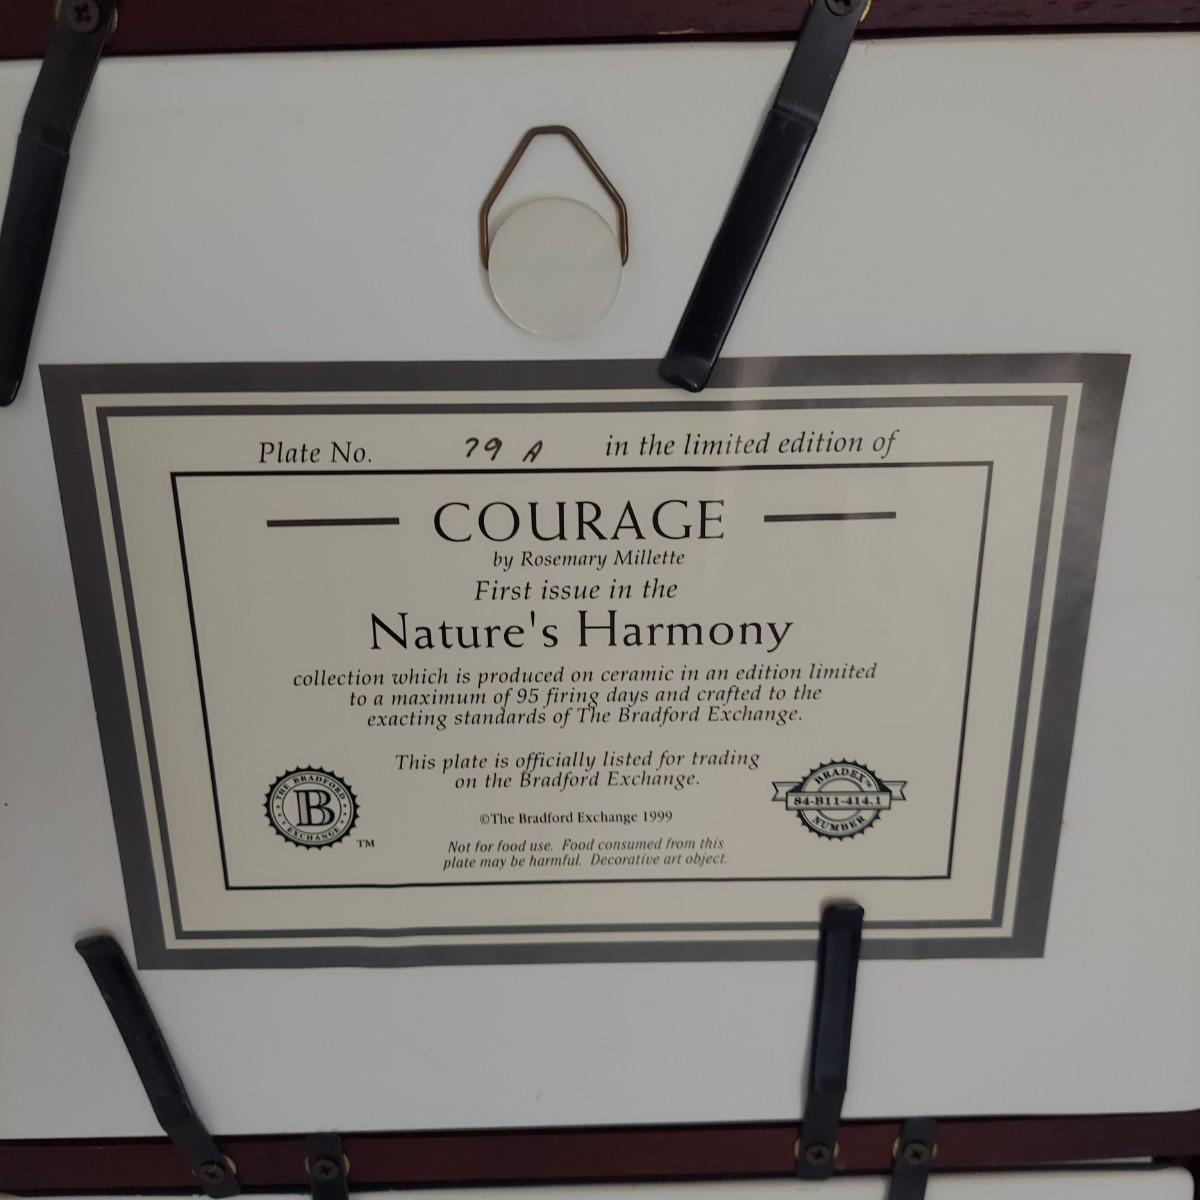 Plate No. 79 A in the limited edition of
COURAGE
by Rosemary Millette
First issue in the
Nature's Harmony
collection which is produced on ceramic in an edition limited
to a maximum of 95 firing days and crafted to the
exacting standards of The Bradford Exchange.
This plate is officially listed for trading
on the Bradford Exchange.
©The Bradford Exchange 1999
Not for food use. Food consumed from this
plate may be harmful. Decorative art object.
THE BRADFORD
B
EXCHANGE
TM
BRADEX™
84-B11-414.1
NUMBER